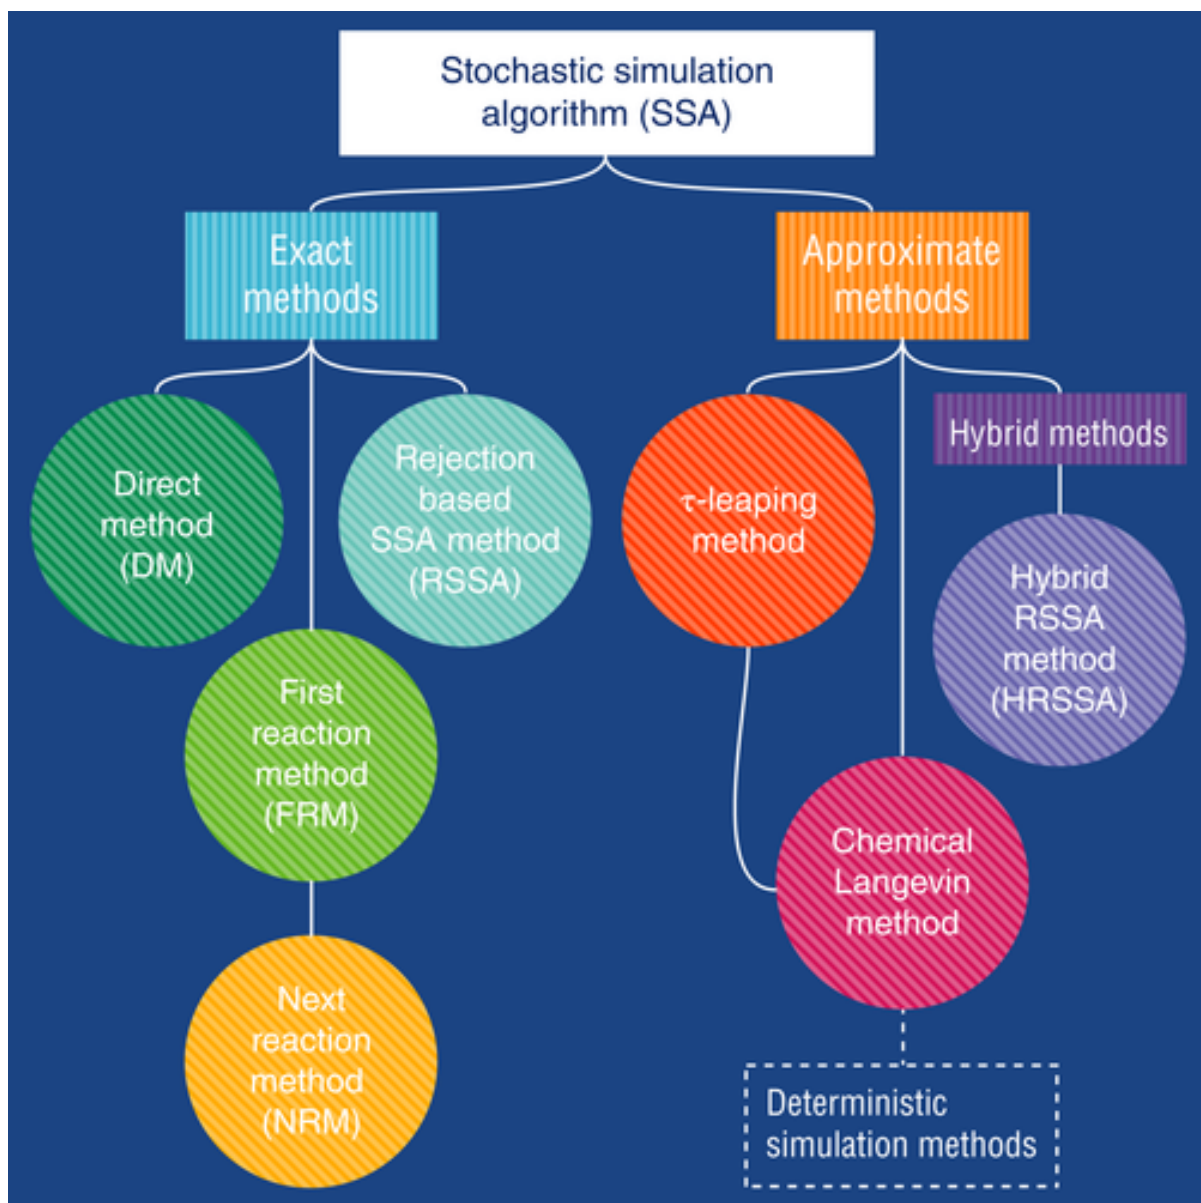 Stochastic simulation
algorithm (SSA)
Exact
methods
Approximate
methods
Direct
method
(DM)
Rejection
based
SSA method
(RSSA)
τ-leaping
method
Hybrid methods
Hybrid
RSSA
method
(HRSSA)
First
reaction
method
(FRM)
Chemical
Langevin
method
Next
reaction
method
(NRM)
Deterministic
simulation methods